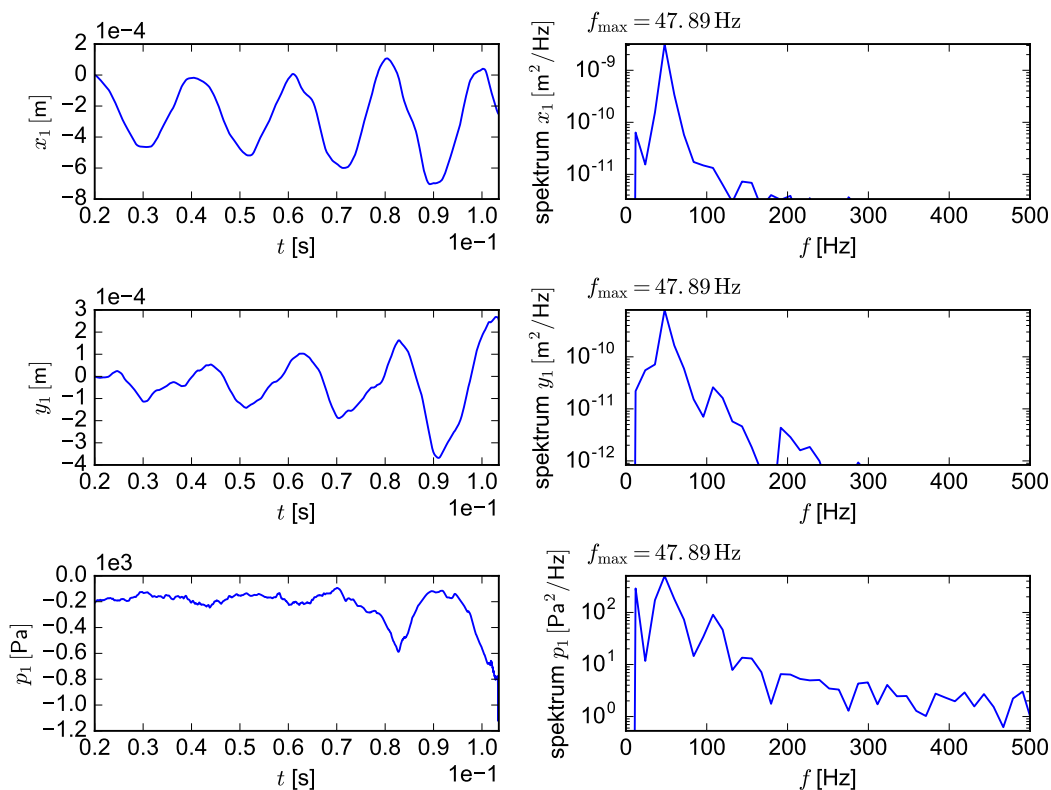 1e−4
2
0
−2
−4
−6
−8
x₁ [m]
0.2 0.3 0.4 0.5 0.6 0.7 0.8 0.9 1.0
t [s]
1e−1
f_max = 47.89 Hz
10⁻⁹
10⁻¹⁰
10⁻¹¹
spektrum x₁ [m²/Hz]
0 100 200 300 400 500
f [Hz]
1e−4
3
2
1
0
−1
−2
−3
−4
y₁ [m]
0.2 0.3 0.4 0.5 0.6 0.7 0.8 0.9 1.0
t [s]
1e−1
f_max = 47.89 Hz
10⁻¹⁰
10⁻¹¹
10⁻¹²
spektrum y₁ [m²/Hz]
0 100 200 300 400 500
f [Hz]
1e3
0.0
−0.2
−0.4
−0.6
−0.8
−1.0
−1.2
p₁ [Pa]
0.2 0.3 0.4 0.5 0.6 0.7 0.8 0.9 1.0
t [s]
1e−1
f_max = 47.89 Hz
10²
10¹
10⁰
spektrum p₁ [Pa²/Hz]
0 100 200 300 400 500
f [Hz]